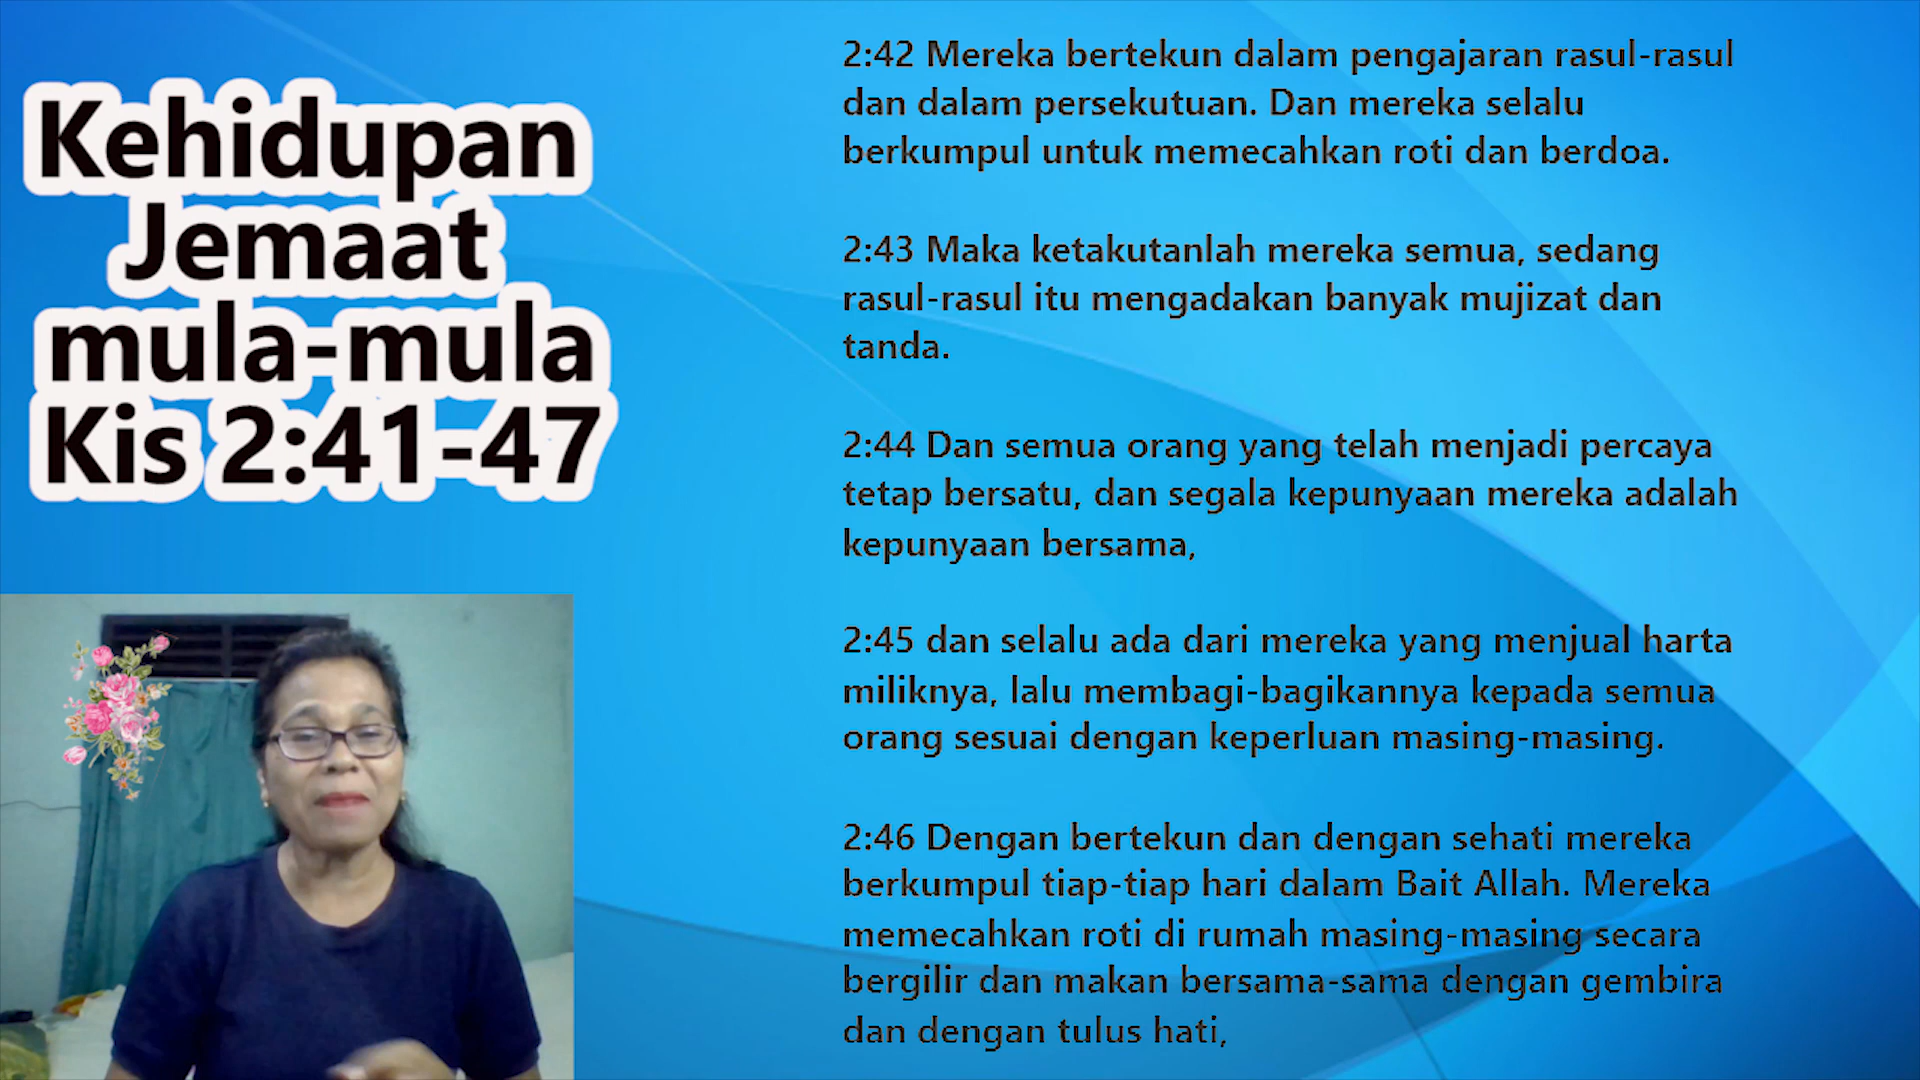 Kehidupan
Jemaat
mula-mula
Kis 2:41-47
2:42 Mereka bertekun dalam pengajaran rasul-rasul
dan dalam persekutuan. Dan mereka selalu
berkumpul untuk memecahkan roti dan berdoa.
2:43 Maka ketakutanlah mereka semua, sedang
rasul-rasul itu mengadakan banyak mujizat dan
tanda.
2:44 Dan semua orang yang telah menjadi percaya
tetap bersatu, dan segala kepunyaan mereka adalah
kepunyaan bersama,
2:45 dan selalu ada dari mereka yang menjual harta
miliknya, lalu membagi-bagikannya kepada semua
orang sesuai dengan keperluan masing-masing.
2:46 Dengan bertekun dan dengan sehati mereka
berkumpul tiap-tiap hari dalam Bait Allah. Mereka
memecahkan roti di rumah masing-masing secara
bergilir dan makan bersama-sama dengan gembira
dan dengan tulus hati,